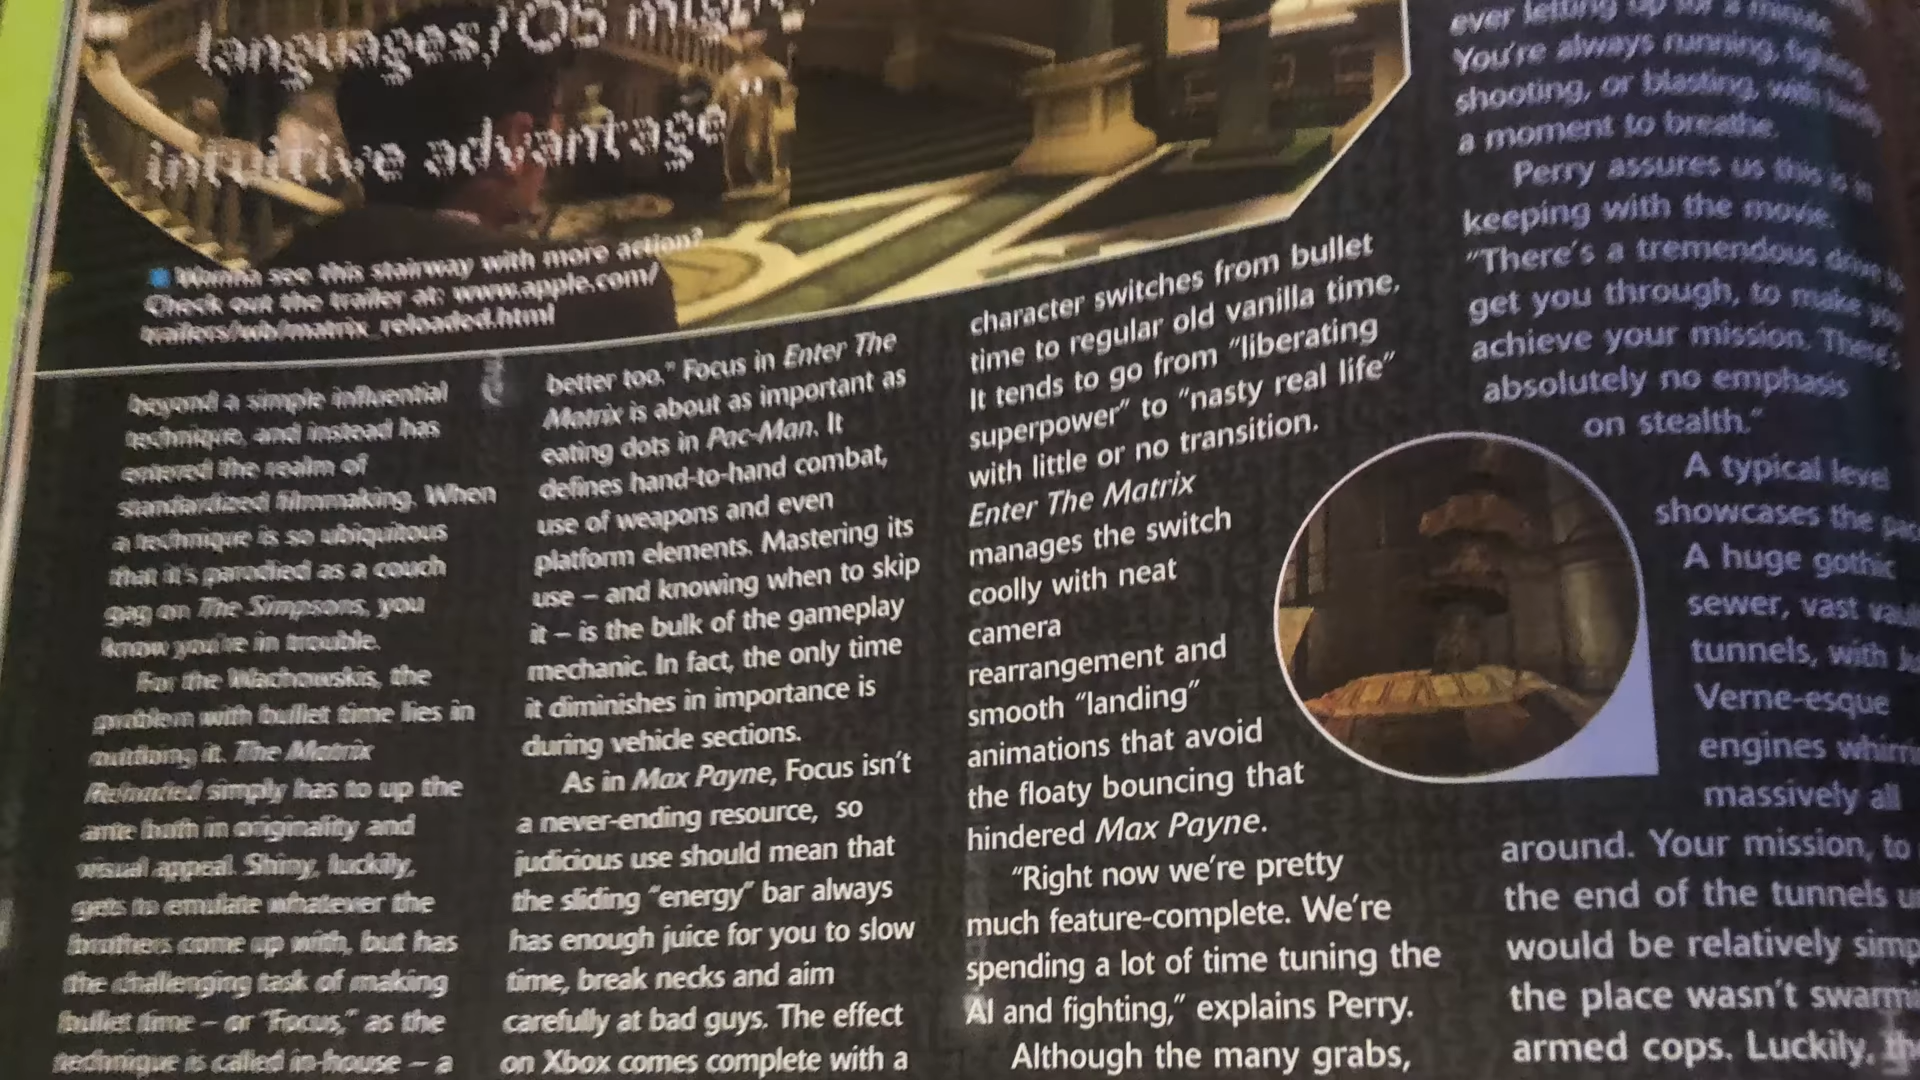 languages, OS might
intuitive advantage"
Wanna see this stairway with more action?
Check out the trailer at: www.apple.com/
trailers/wb/matrix_reloaded.html
beyond a simple influential
technique, and instead has
entered the realm of
standardized filmmaking. When
a technique is so ubiquitous
that it's parodied as a couch
gag on The Simpsons, you
know you're in trouble.
For the Wachowskis, the
problem with bullet time lies in
outdoing it. The Matrix
Reloaded simply has to up the
ante both in originality and
visual appeal. Shiny, luckily,
gets to emulate whatever the
brothers come up with, but has
the challenging task of making
bullet time – or "Focus," as the
technique is called in-house – a
better too." Focus in Enter The
Matrix is about as important as
eating dots in Pac-Man. It
defines hand-to-hand combat,
use of weapons and even
platform elements. Mastering its
use – and knowing when to skip
it – is the bulk of the gameplay
mechanic. In fact, the only time
it diminishes in importance is
during vehicle sections.
As in Max Payne, Focus isn't
a never-ending resource, so
judicious use should mean that
the sliding "energy" bar always
has enough juice for you to slow
time, break necks and aim
carefully at bad guys. The effect
on Xbox comes complete with a
character switches from bullet
time to regular old vanilla time.
It tends to go from "liberating
superpower" to "nasty real life"
with little or no transition.
Enter The Matrix
manages the switch
coolly with neat
camera
rearrangement and
smooth "landing"
animations that avoid
the floaty bouncing that
hindered Max Payne.
"Right now we're pretty
much feature-complete. We're
spending a lot of time tuning the
AI and fighting," explains Perry.
Although the many grabs,
ever letting up for a minute.
You're always running, fighting,
shooting, or blasting, with hardly
a moment to breathe.
Perry assures us this is in
keeping with the movie.
"There's a tremendous drive to
get you through, to make you
achieve your mission. There's
absolutely no emphasis
on stealth."
A typical level
showcases the
A huge gothic
sewer, vast
tunnels, with
Verne-esque
engines
massively all
around. Your mission, to
the end of the tunnels
would be relatively
the place wasn't
armed cops. Luckily,